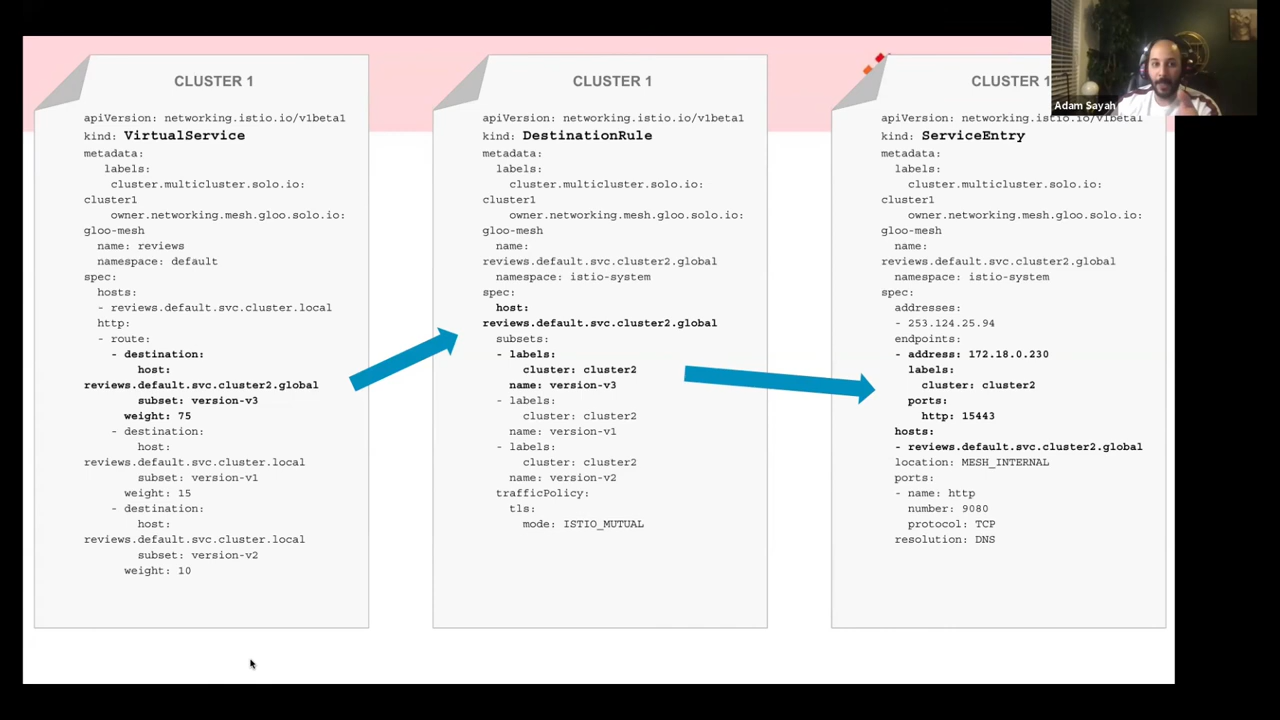 CLUSTER 1
apiVersion: networking.istio.io/v1beta1
kind: VirtualService
metadata:
labels:
cluster.multicluster.solo.io:
cluster1
owner.networking.mesh.gloo.solo.io:
gloo-mesh
name: reviews
namespace: default
spec:
hosts:
- reviews.default.svc.cluster.local
http:
- route:
- destination:
host:
reviews.default.svc.cluster2.global
subset: version-v3
weight: 75
- destination:
host:
reviews.default.svc.cluster.local
subset: version-v1
weight: 15
- destination:
host:
reviews.default.svc.cluster.local
subset: version-v2
weight: 10
CLUSTER 1
apiVersion: networking.istio.io/v1beta1
kind: DestinationRule
metadata:
labels:
cluster.multicluster.solo.io:
cluster1
owner.networking.mesh.gloo.solo.io:
gloo-mesh
name:
reviews.default.svc.cluster2.global
namespace: istio-system
spec:
host:
reviews.default.svc.cluster2.global
subsets:
- labels:
cluster: cluster2
name: version-v3
- labels:
cluster: cluster2
name: version-v1
- labels:
cluster: cluster2
name: version-v2
trafficPolicy:
tls:
mode: ISTIO_MUTUAL
CLUSTER 1
apiVersion: networking.istio.io/v1beta1
kind: ServiceEntry
metadata:
labels:
cluster.multicluster.solo.io:
cluster1
owner.networking.mesh.gloo.solo.io:
gloo-mesh
name:
reviews.default.svc.cluster2.global
namespace: istio-system
spec:
addresses:
- 253.124.25.94
endpoints:
- address: 172.18.0.230
labels:
cluster: cluster2
ports:
http: 15443
hosts:
- reviews.default.svc.cluster2.global
location: MESH_INTERNAL
ports:
- name: http
number: 9080
protocol: TCP
resolution: DNS
Adam Sayah